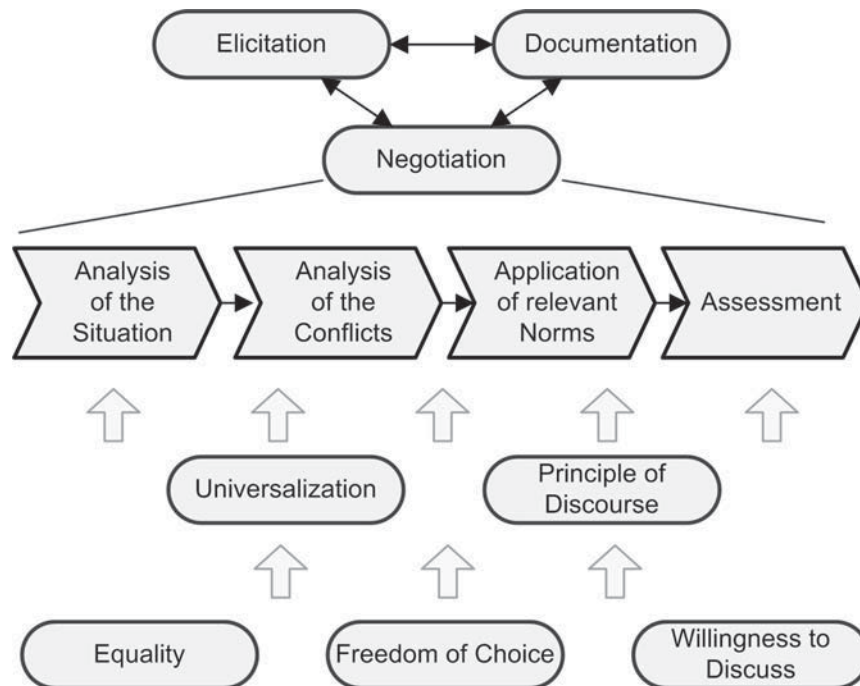 Elicitation
Documentation
Negotiation
Analysis
of the
Situation
Analysis
of the
Conflicts
Application
of relevant
Norms
Assessment
Universalization
Principle of
Discourse
Equality
Freedom of Choice
Willingness to
Discuss